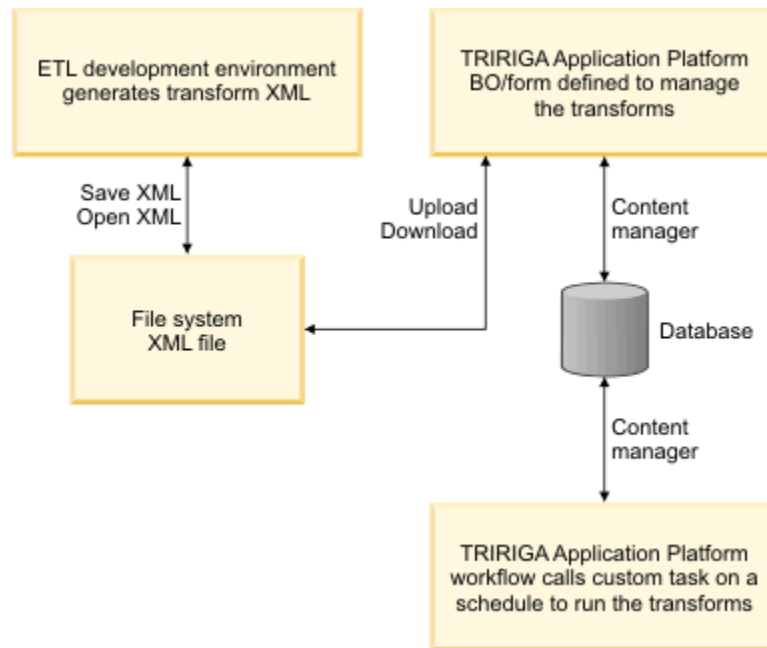 ETL development environment
generates transform XML
TRIRIGA Application Platform
BO/form defined to manage
the transforms
Save XML
Open XML
Upload
Download
Content
manager
File system
XML file
Database
Content
manager
TRIRIGA Application Platform
workflow calls custom task on a
schedule to run the transforms